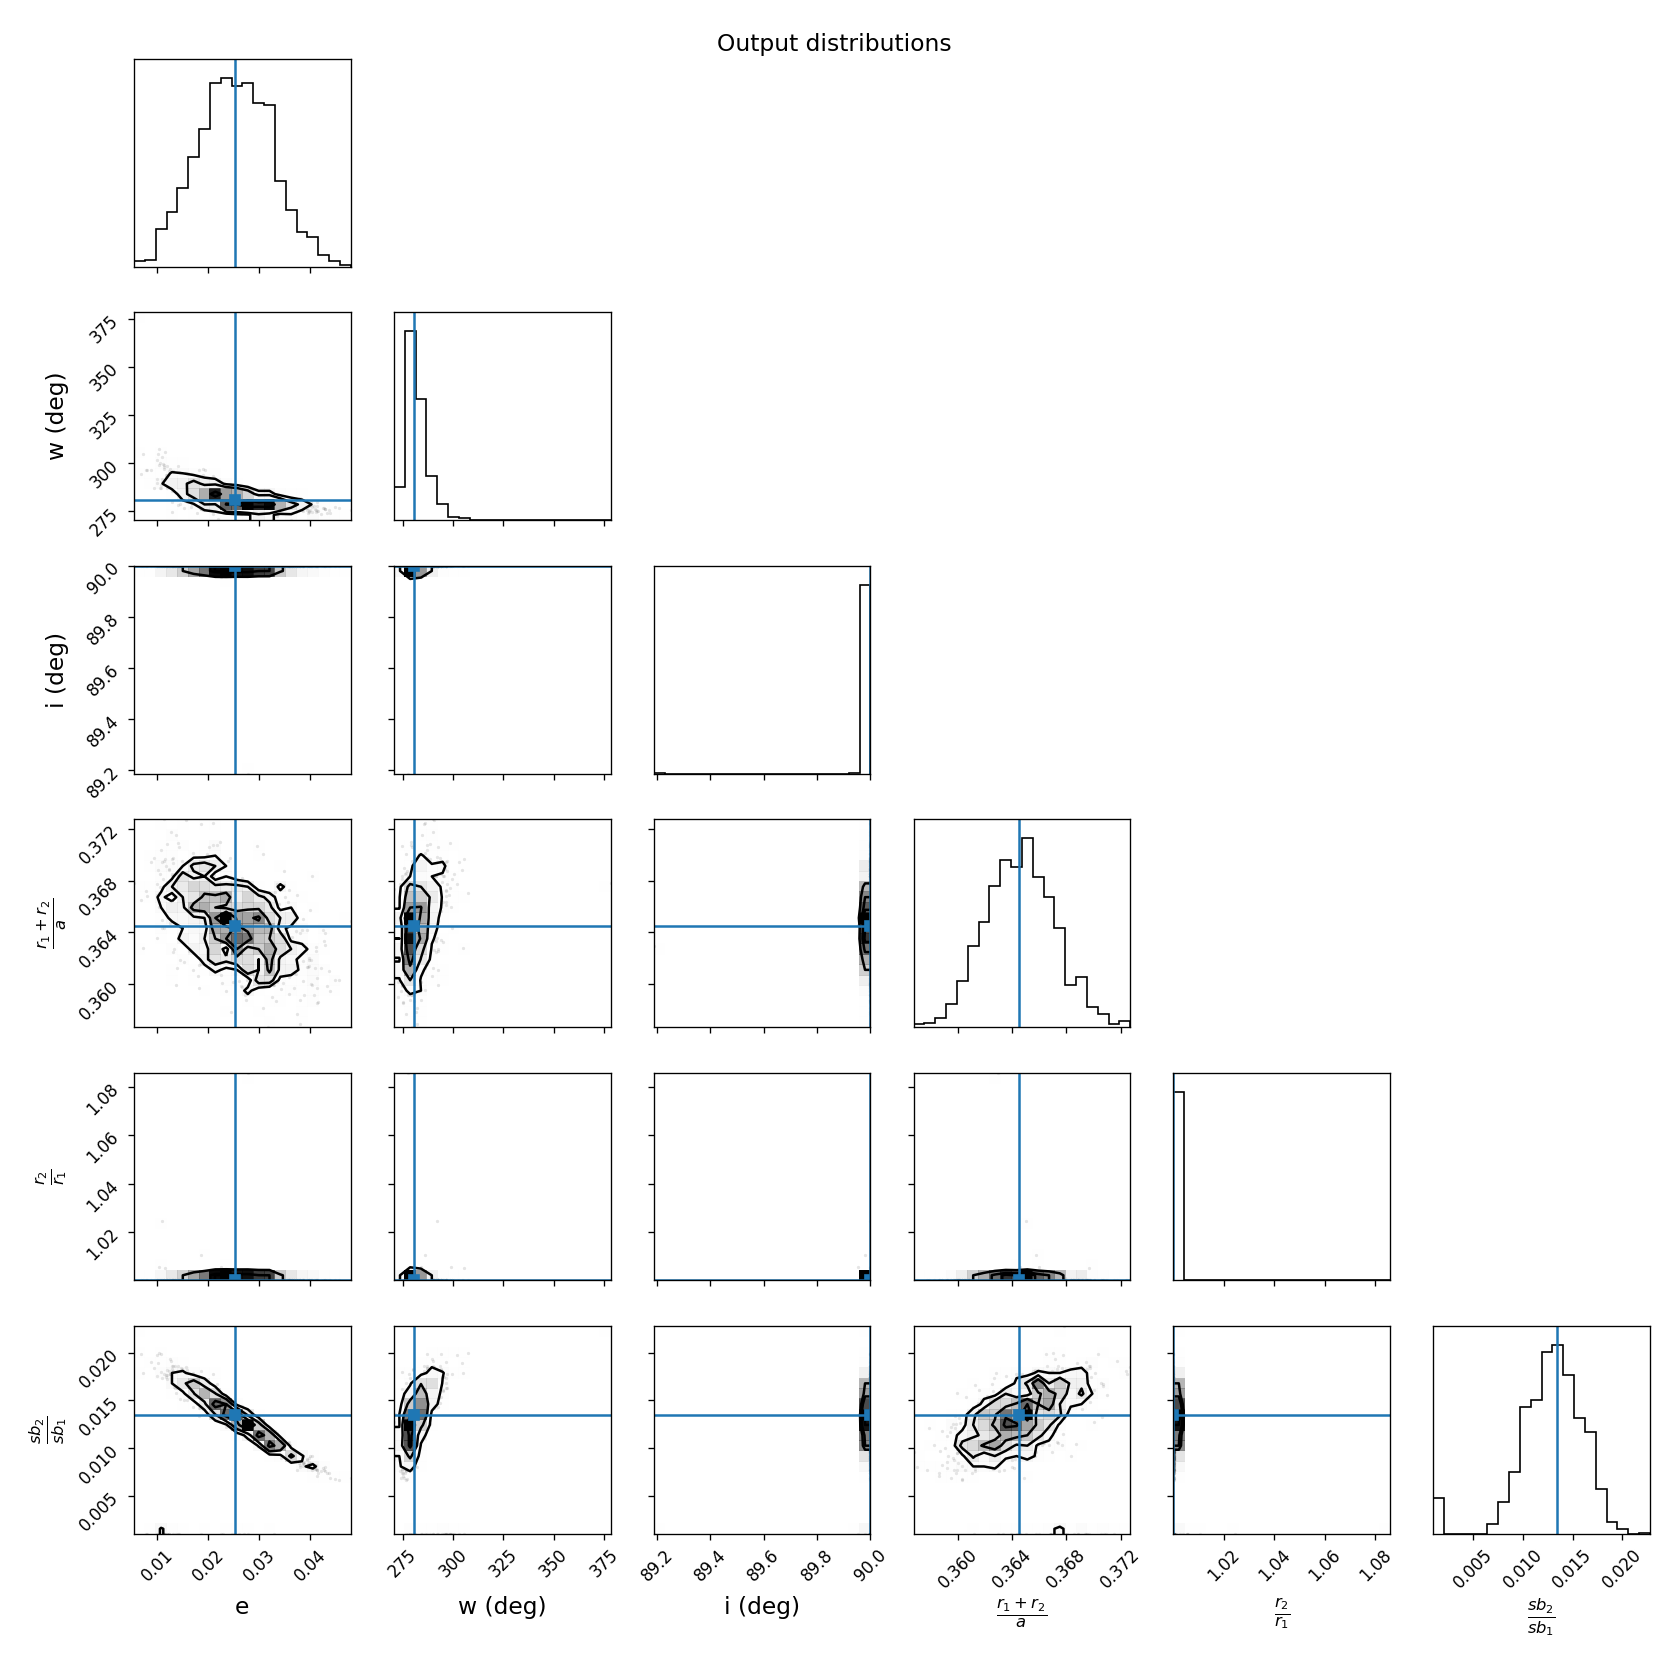 Output distributions
w (deg)
375
350
325
300
275
i (deg)
90.0
89.8
89.6
89.4
89.2
r₁ + r₂
a
0.372
0.368
0.364
0.360
r₂
r₁
1.08
1.06
1.04
1.02
sb₂
sb₁
0.020
0.015
0.010
0.005
0.01 0.02 0.03 0.04
e
275 300 325 350 375
w (deg)
89.2 89.4 89.6 89.8 90.0
i (deg)
0.360 0.364 0.368 0.372
r₁ + r₂
a
1.02 1.04 1.06 1.08
r₂
r₁
0.005 0.010 0.015 0.020
sb₂
sb₁